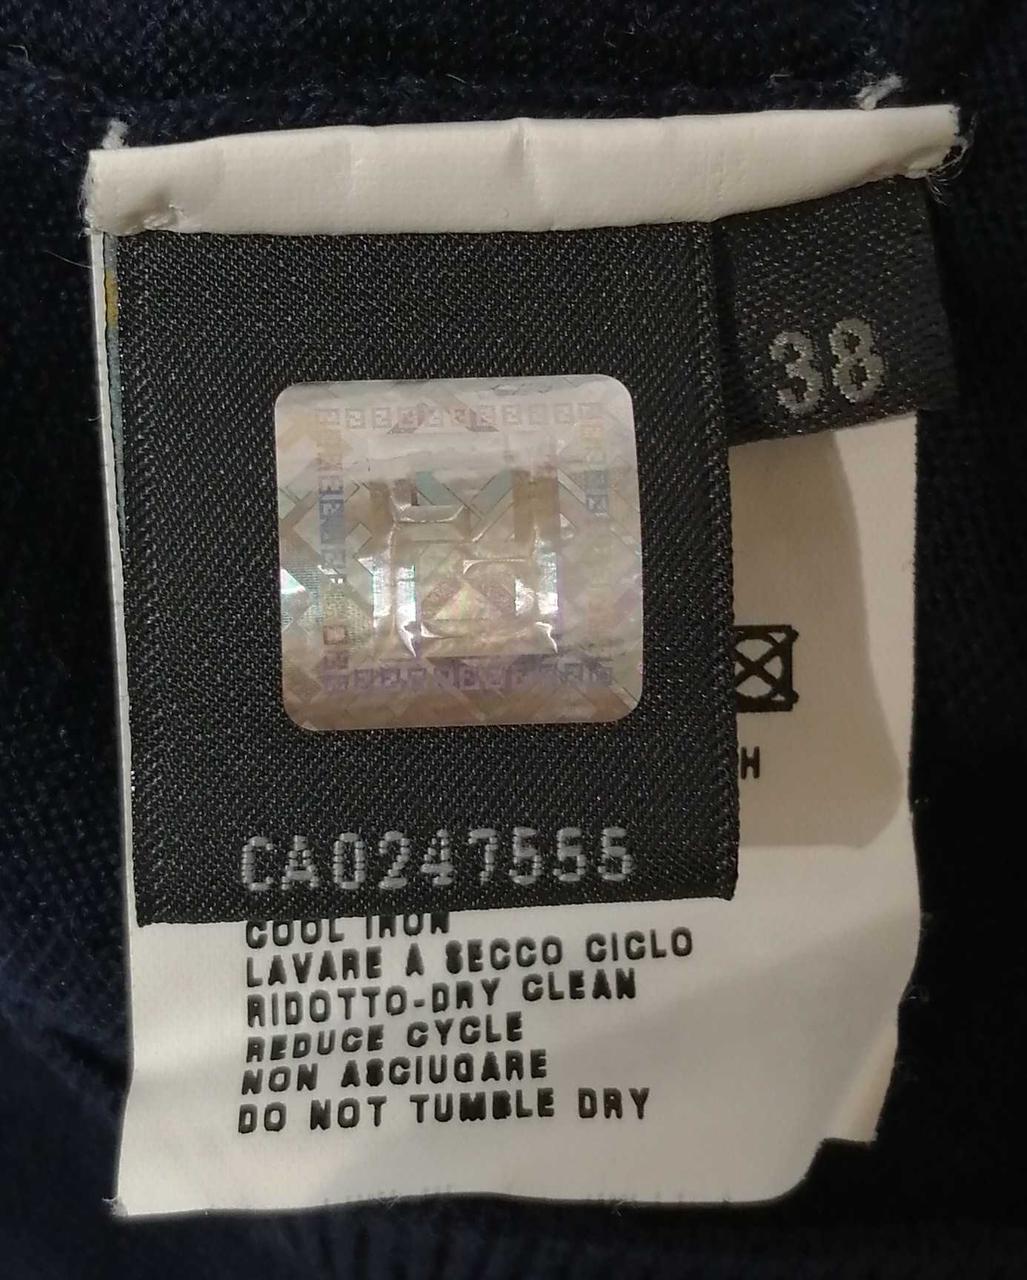 38
H
CA0247555
COOL IRON
LAVARE A SECCO CICLO
RIDOTTO-DRY CLEAN
REDUCE CYCLE
NON ASCIUGARE
DO NOT TUMBLE DRY